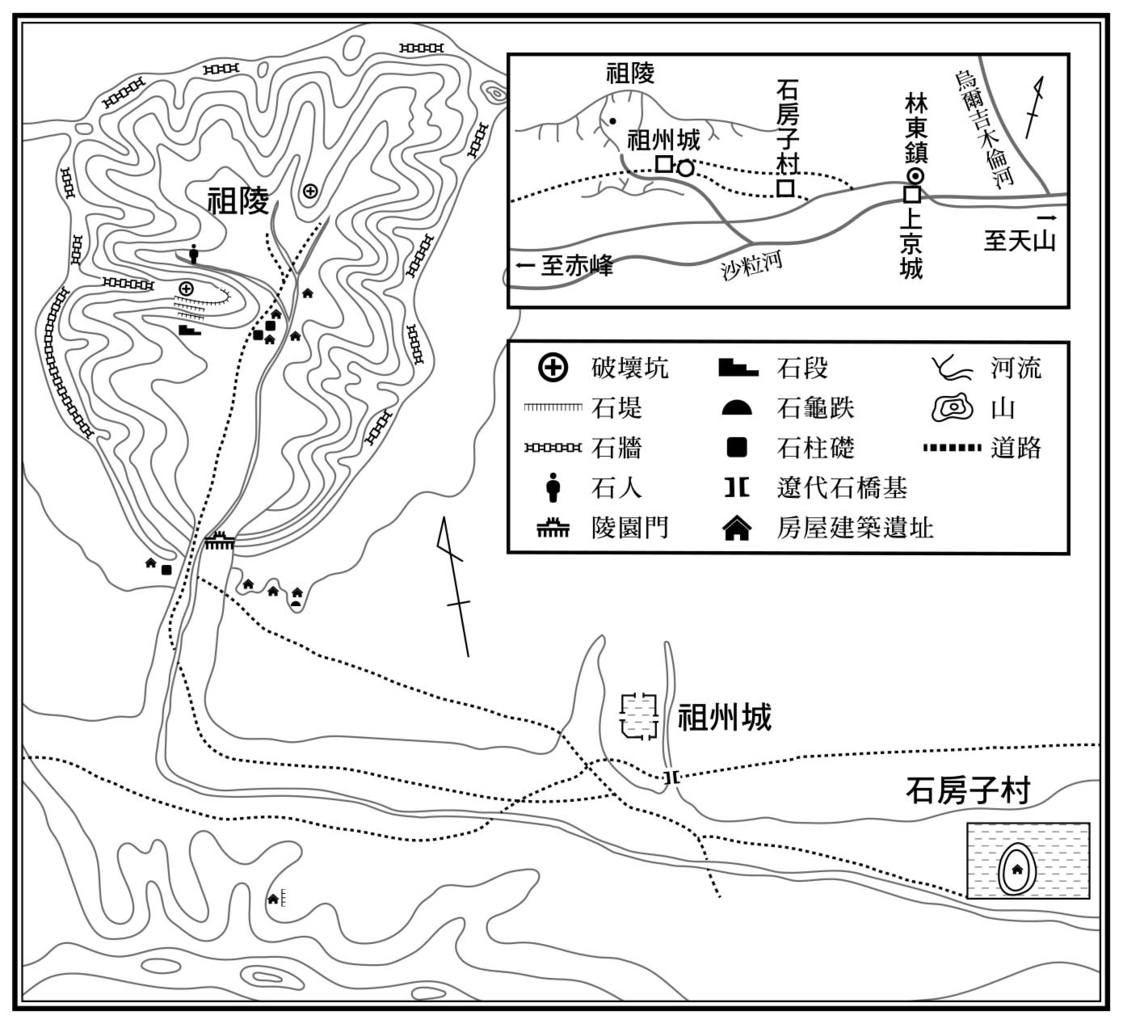 祖陵
祖陵
石房子村
林東鎮
烏爾吉木倫河
祖州城
上京城
→
至天山
←至赤峰
沙粒河
破壞坑
石段
河流
石堤
石龜趺
山
石牆
石柱礎
道路
石人
遼代石橋基
陵園門
房屋建築遺址
祖州城
石房子村